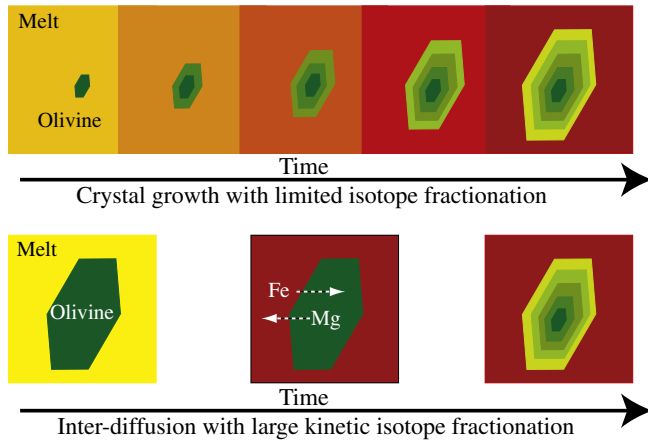 Melt
Olivine
Time
Crystal growth with limited isotope fractionation
Melt
Olivine
Fe
Mg
Time
Inter-diffusion with large kinetic isotope fractionation